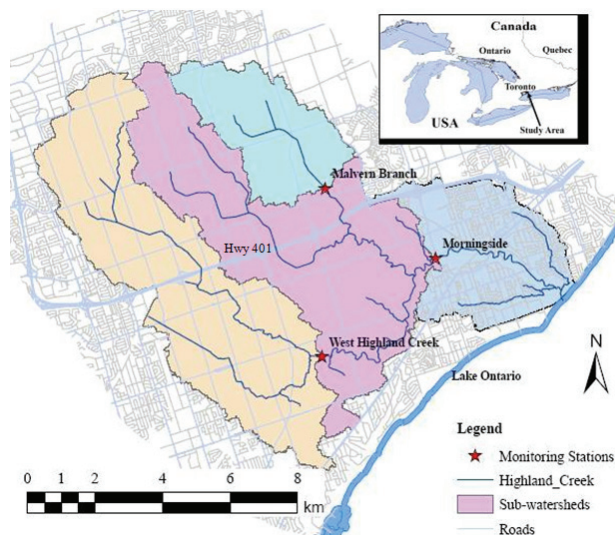 Canada
Ontario
Quebec
Toronto
USA
Study Area
Malvern Branch
Hwy 401
Morningside
West Highland Creek
Lake Ontario
N
Legend
Monitoring Stations
Highland_Creek
Sub-watersheds
Roads
0 1 2 4 6 8
km